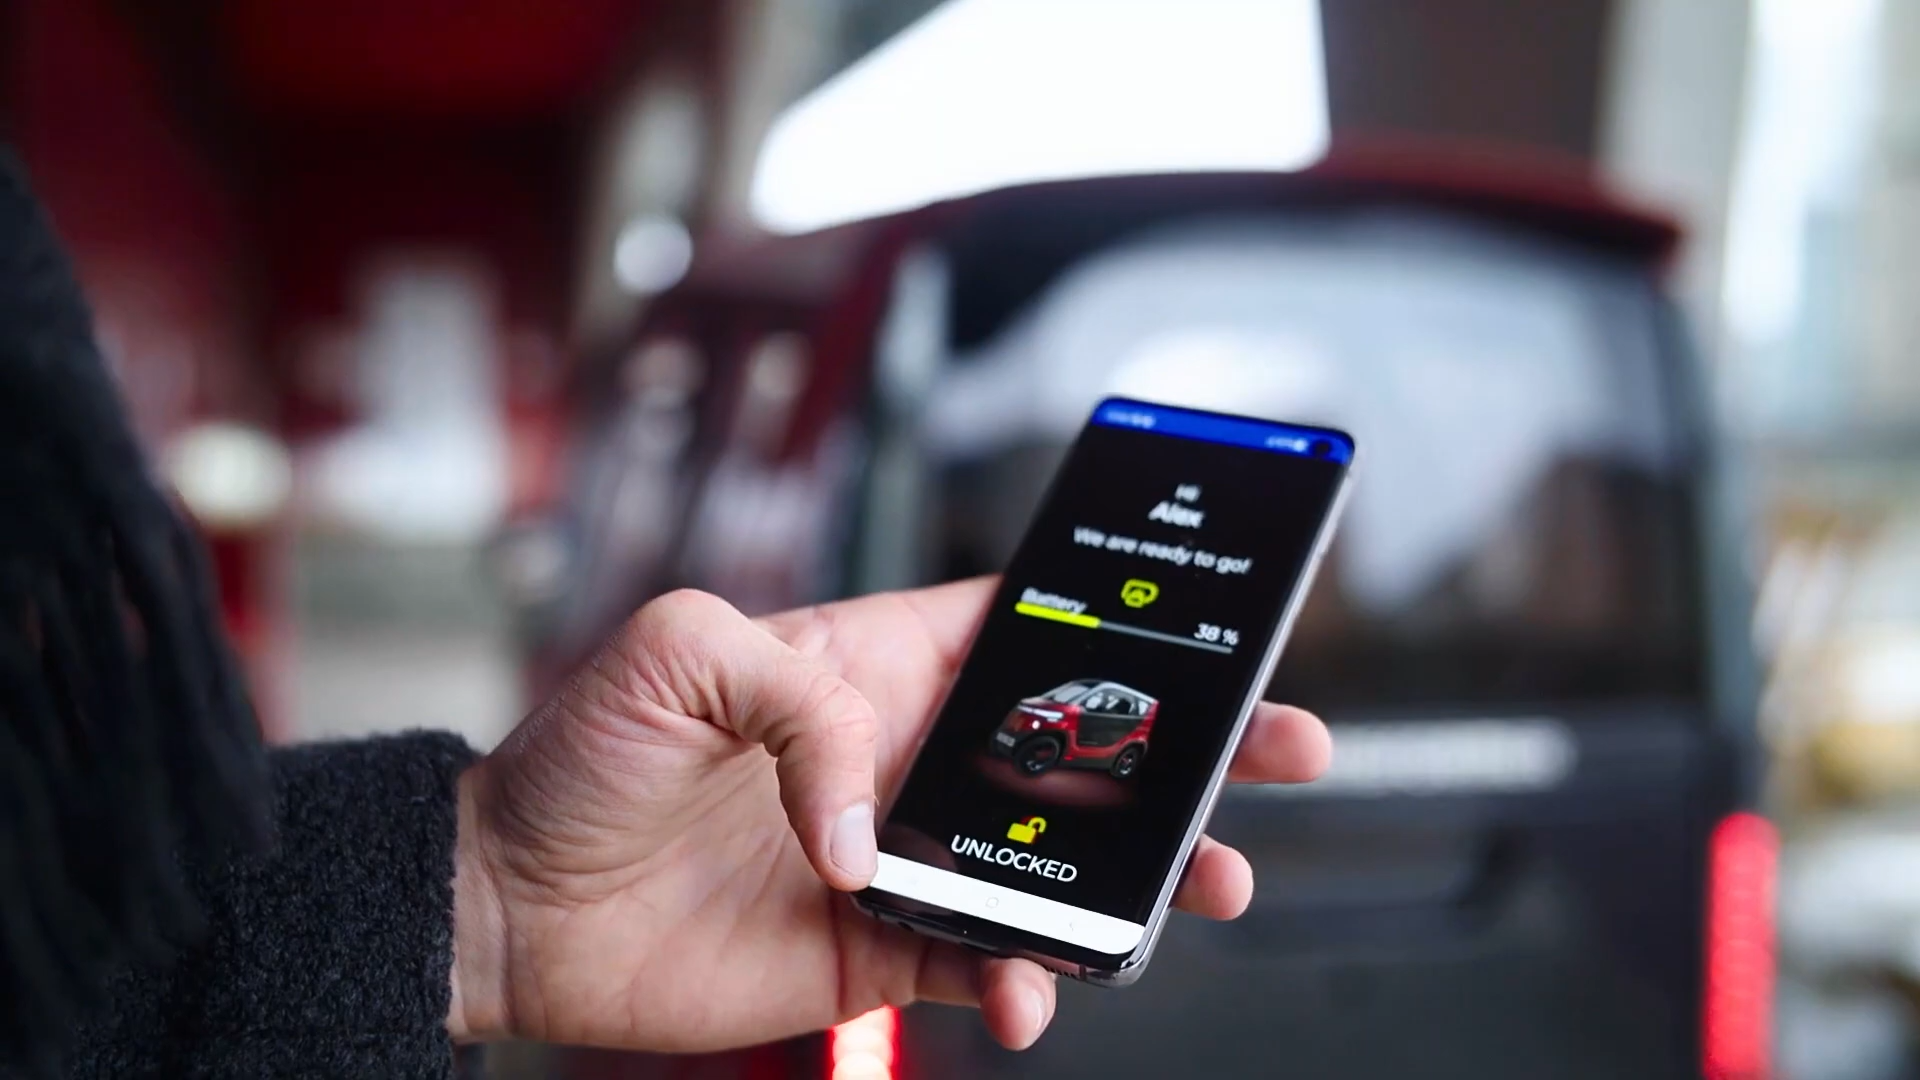 Hi
Alex
We are ready to go!
Battery
38 %
UNLOCKED